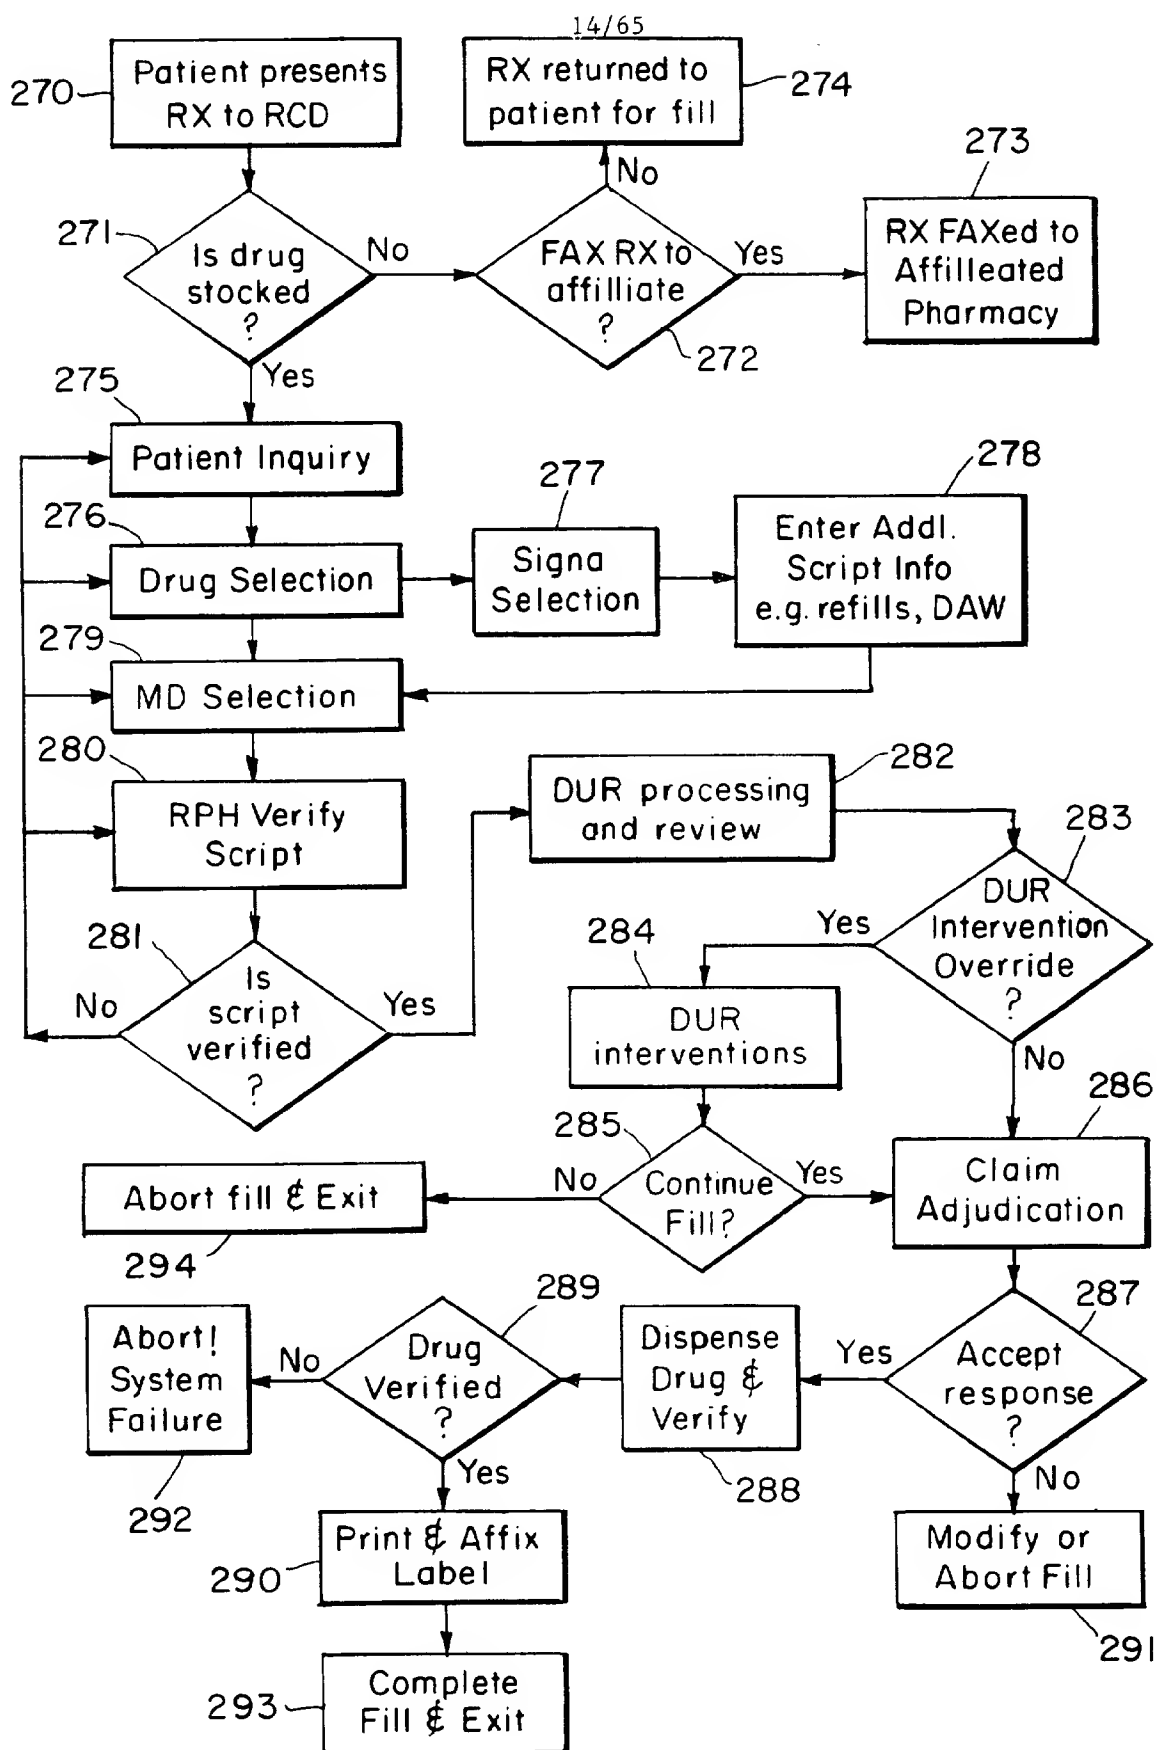 14/65
270
Patient presents
RX to RCD
RX returned to
patient for fill
274
No
273
271
Is drug
stocked
?
No
FAX RX to
affilliate
?
Yes
272
RX FAXed to
Affilleated
Pharmacy
Yes
275
Patient Inquiry
276
Drug Selection
277
Signa
Selection
278
Enter Addl.
Script Info
e.g. refills, DAW
279
MD Selection
280
RPH Verify
Script
282
DUR processing
and review
283
DUR
Intervention
Override
?
Yes
No
281
Is
script
verified
?
No
Yes
284
DUR
interventions
285
Continue
Fill?
No
Yes
286
Claim
Adjudication
Abort fill & Exit
294
287
Accept
response
?
Yes
No
Dispense
Drug &
Verify
288
289
Drug
Verified
?
No
Yes
Abort!
System
Failure
292
290
Print & Affix
Label
Modify or
Abort Fill
291
293
Complete
Fill & Exit